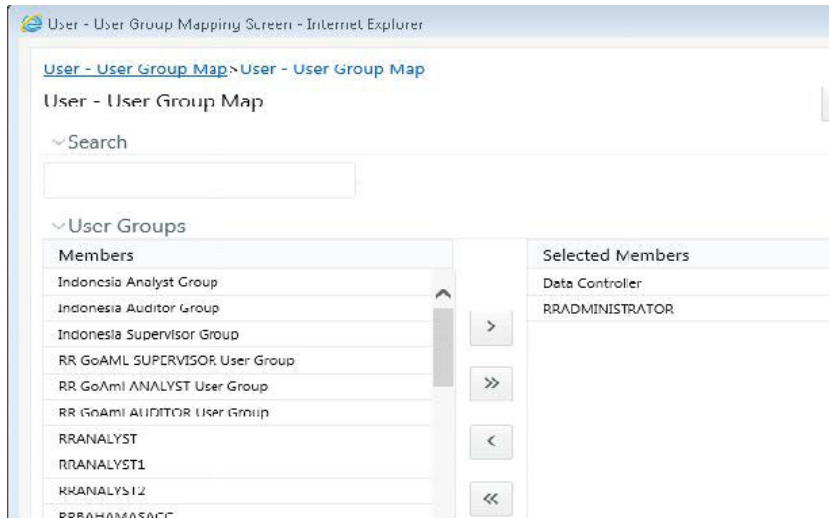 User - User Group Mapping Screen - Internet Explorer
User - User Group Map>User - User Group Map
User - User Group Map
Search
User Groups
Members
Indonesia Analyst Group
Indonesia Auditor Group
Indonesia Supervisor Group
RR GoAML SUPERVISOR User Group
RR GoAml ANALYST User Group
RR GoAml AUDITOR User Group
RRANALYST
RRANALYST1
RRANALYST2
RRBAHAMASACC
>
>>
<
<<
Selected Members
Data Controller
RRADMINISTRATOR